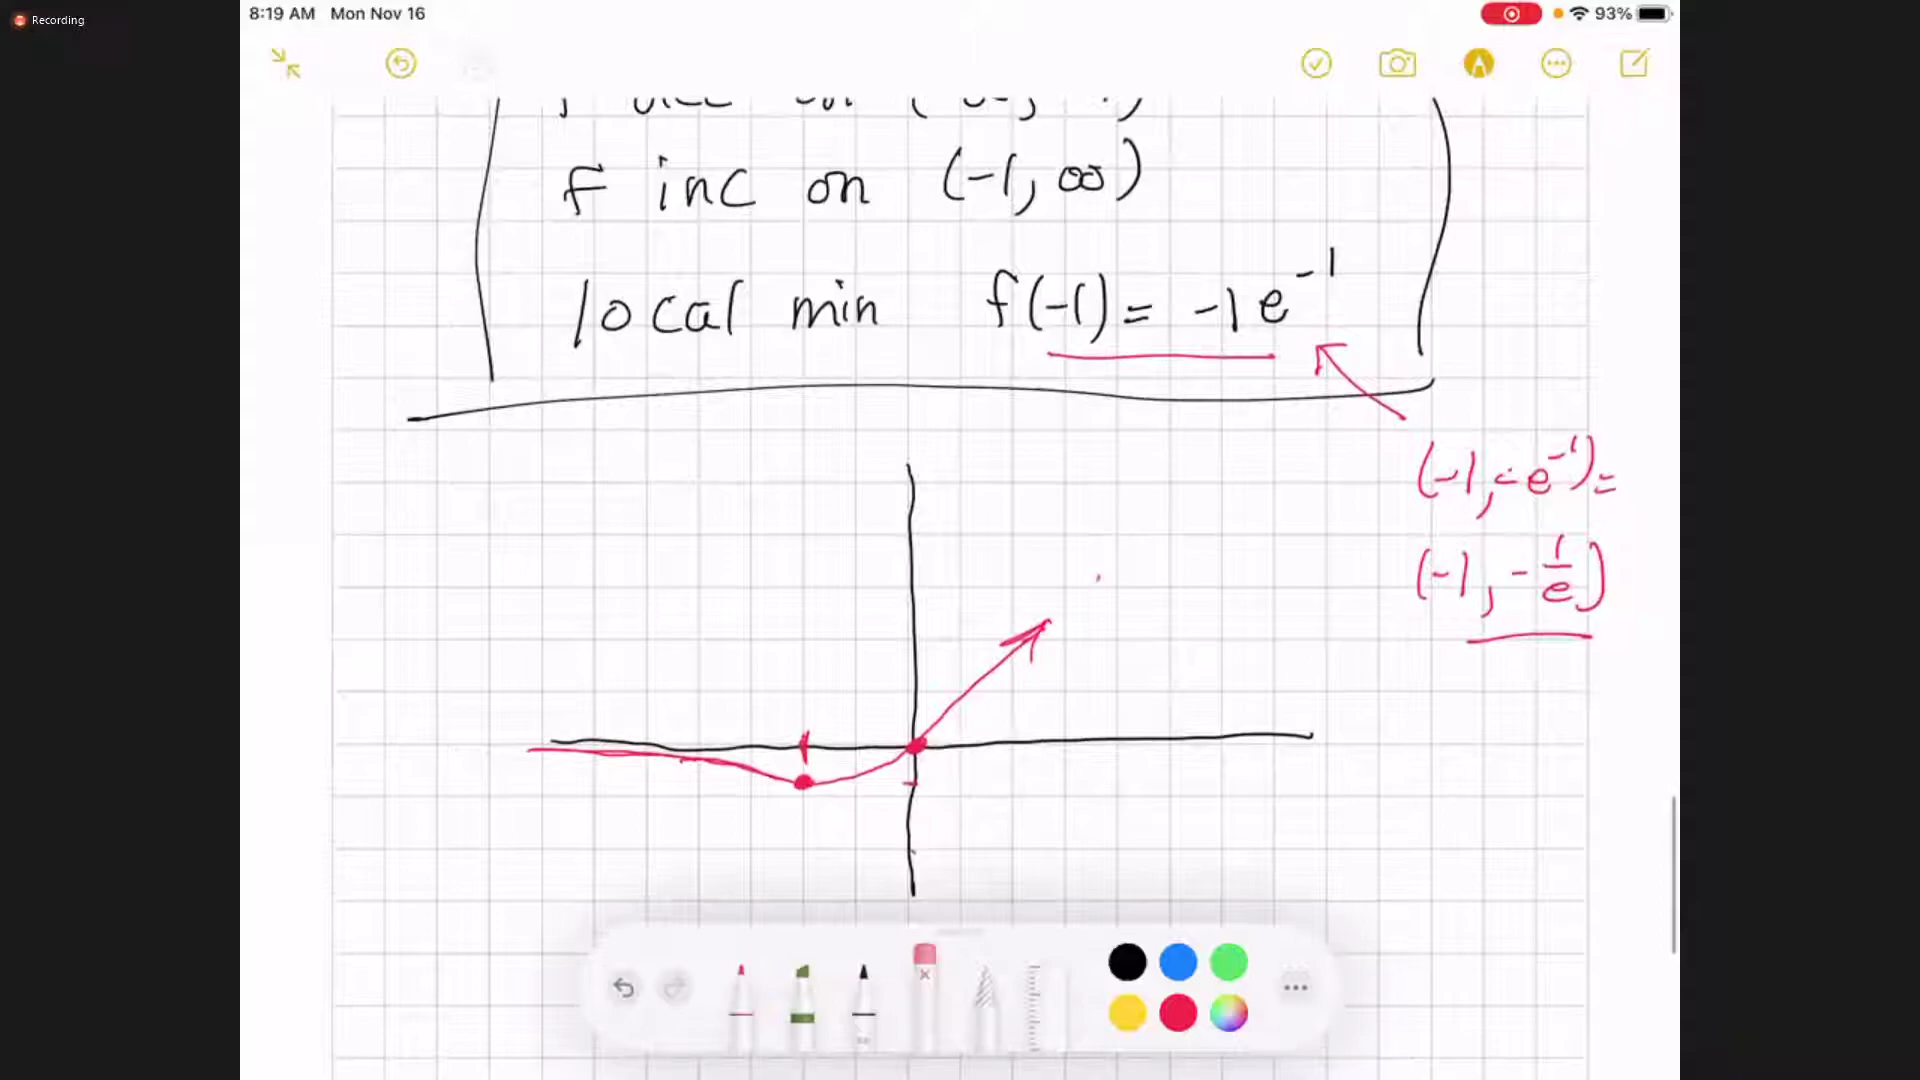 Recording
8:19 AM Mon Nov 16
93%
f inc on (-1, ∞)
local min f(-1) = -1e⁻¹
(-1, -e⁻¹) =
(-1, -1/e)